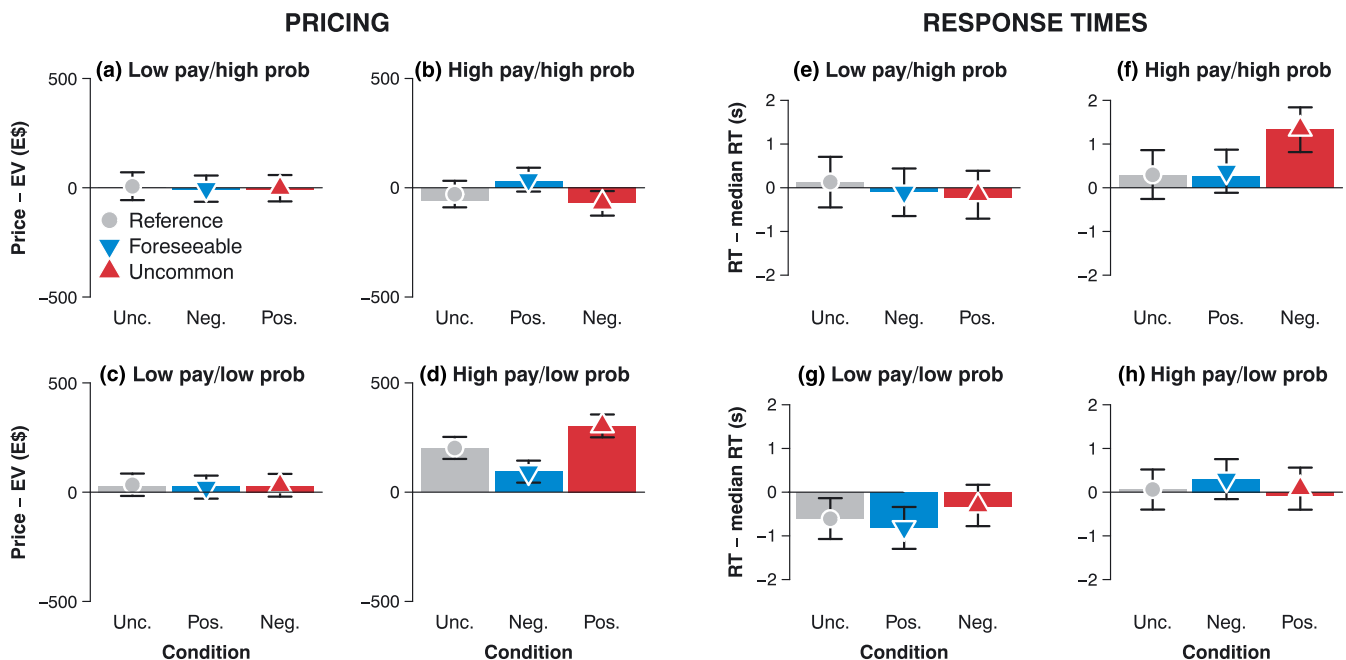 PRICING
RESPONSE TIMES
(a) Low pay/high prob
(b) High pay/high prob
500
0
−500
Price − EV (E$)
Reference
Foreseeable
Uncommon
Unc. Neg. Pos.
500
0
−500
Unc. Pos. Neg.
(e) Low pay/high prob
(f) High pay/high prob
RT − median RT (s)
2
1
0
−1
−2
Unc. Neg. Pos.
2
1
0
−1
−2
Unc. Pos. Neg.
(c) Low pay/low prob
(d) High pay/low prob
Price − EV (E$)
500
0
−500
Unc. Pos. Neg.
Condition
500
0
−500
Unc. Neg. Pos.
Condition
(g) Low pay/low prob
(h) High pay/low prob
RT − median RT (s)
2
1
0
−1
−2
Unc. Pos. Neg.
Condition
2
1
0
−1
−2
Unc. Neg. Pos.
Condition